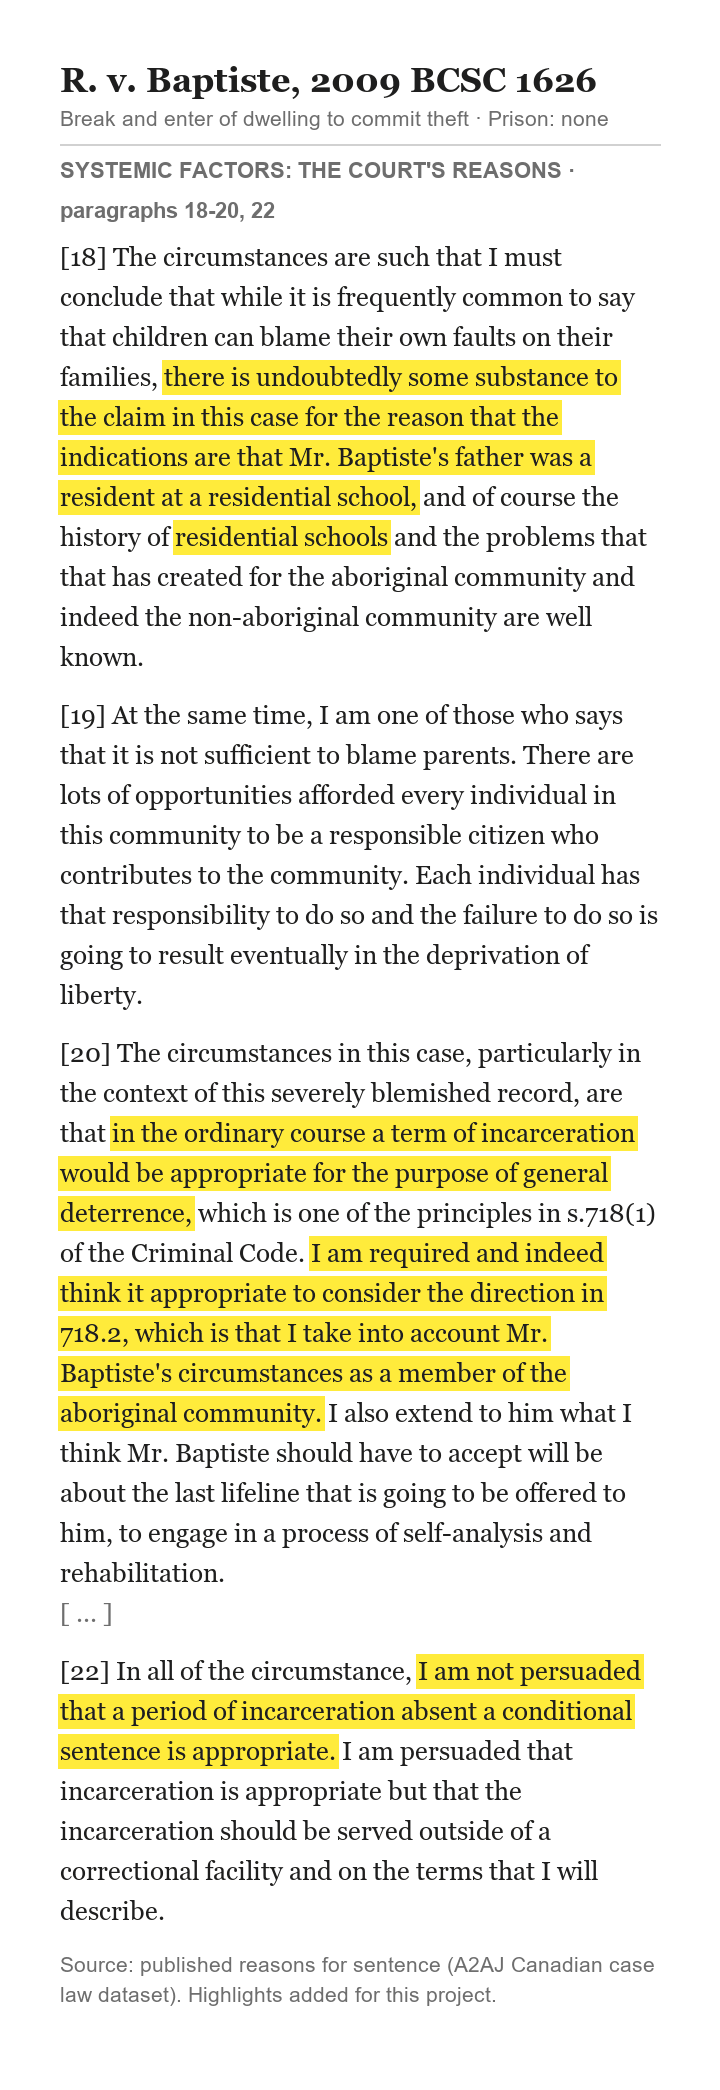 R. v. Baptiste, 2009 BCSC 1626
Break and enter of dwelling to commit theft · Prison: none
SYSTEMIC FACTORS: THE COURT'S REASONS ·
paragraphs 18-20, 22
[18] The circumstances are such that I must
conclude that while it is frequently common to say
that children can blame their own faults on their
families, there is undoubtedly some substance to
the claim in this case for the reason that the
indications are that Mr. Baptiste's father was a
resident at a residential school, and of course the
history of residential schools and the problems that
that has created for the aboriginal community and
indeed the non-aboriginal community are well
known.
[19] At the same time, I am one of those who says
that it is not sufficient to blame parents. There are
lots of opportunities afforded every individual in
this community to be a responsible citizen who
contributes to the community. Each individual has
that responsibility to do so and the failure to do so is
going to result eventually in the deprivation of
liberty.
[20] The circumstances in this case, particularly in
the context of this severely blemished record, are
that in the ordinary course a term of incarceration
would be appropriate for the purpose of general
deterrence, which is one of the principles in s.718(1)
of the Criminal Code. I am required and indeed
think it appropriate to consider the direction in
718.2, which is that I take into account Mr.
Baptiste's circumstances as a member of the
aboriginal community. I also extend to him what I
think Mr. Baptiste should have to accept will be
about the last lifeline that is going to be offered to
him, to engage in a process of self-analysis and
rehabilitation.
[ ... ]
[22] In all of the circumstance, I am not persuaded
that a period of incarceration absent a conditional
sentence is appropriate. I am persuaded that
incarceration is appropriate but that the
incarceration should be served outside of a
correctional facility and on the terms that I will
describe.
Source: published reasons for sentence (A2AJ Canadian case
law dataset). Highlights added for this project.